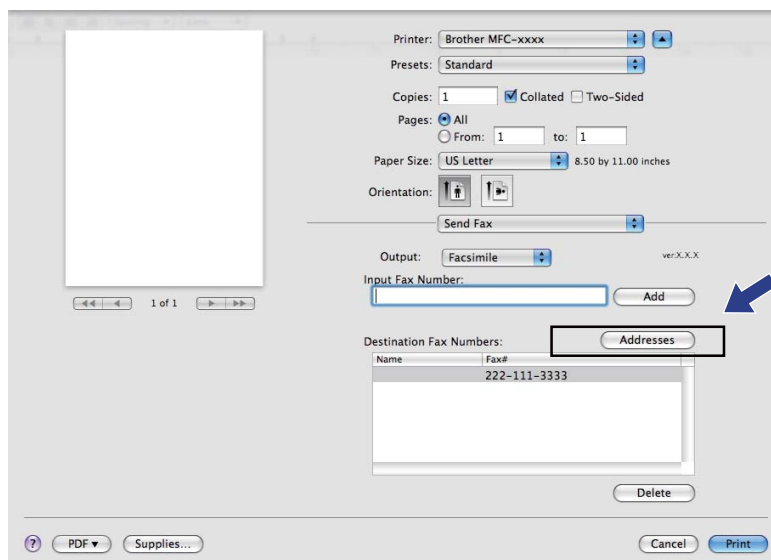 Printer: Brother MFC-xxxx
Presets: Standard
Copies: 1 Collated Two-Sided
Pages: All
From: 1 to: 1
Paper Size: US Letter 8.50 by 11.00 inches
Orientation:
Send Fax
Output: Facsimile ver.X.X.X
Input Fax Number:
Add
1 of 1
Destination Fax Numbers: Addresses
Name Fax#
222-111-3333
Delete
? PDF Supplies... Cancel Print